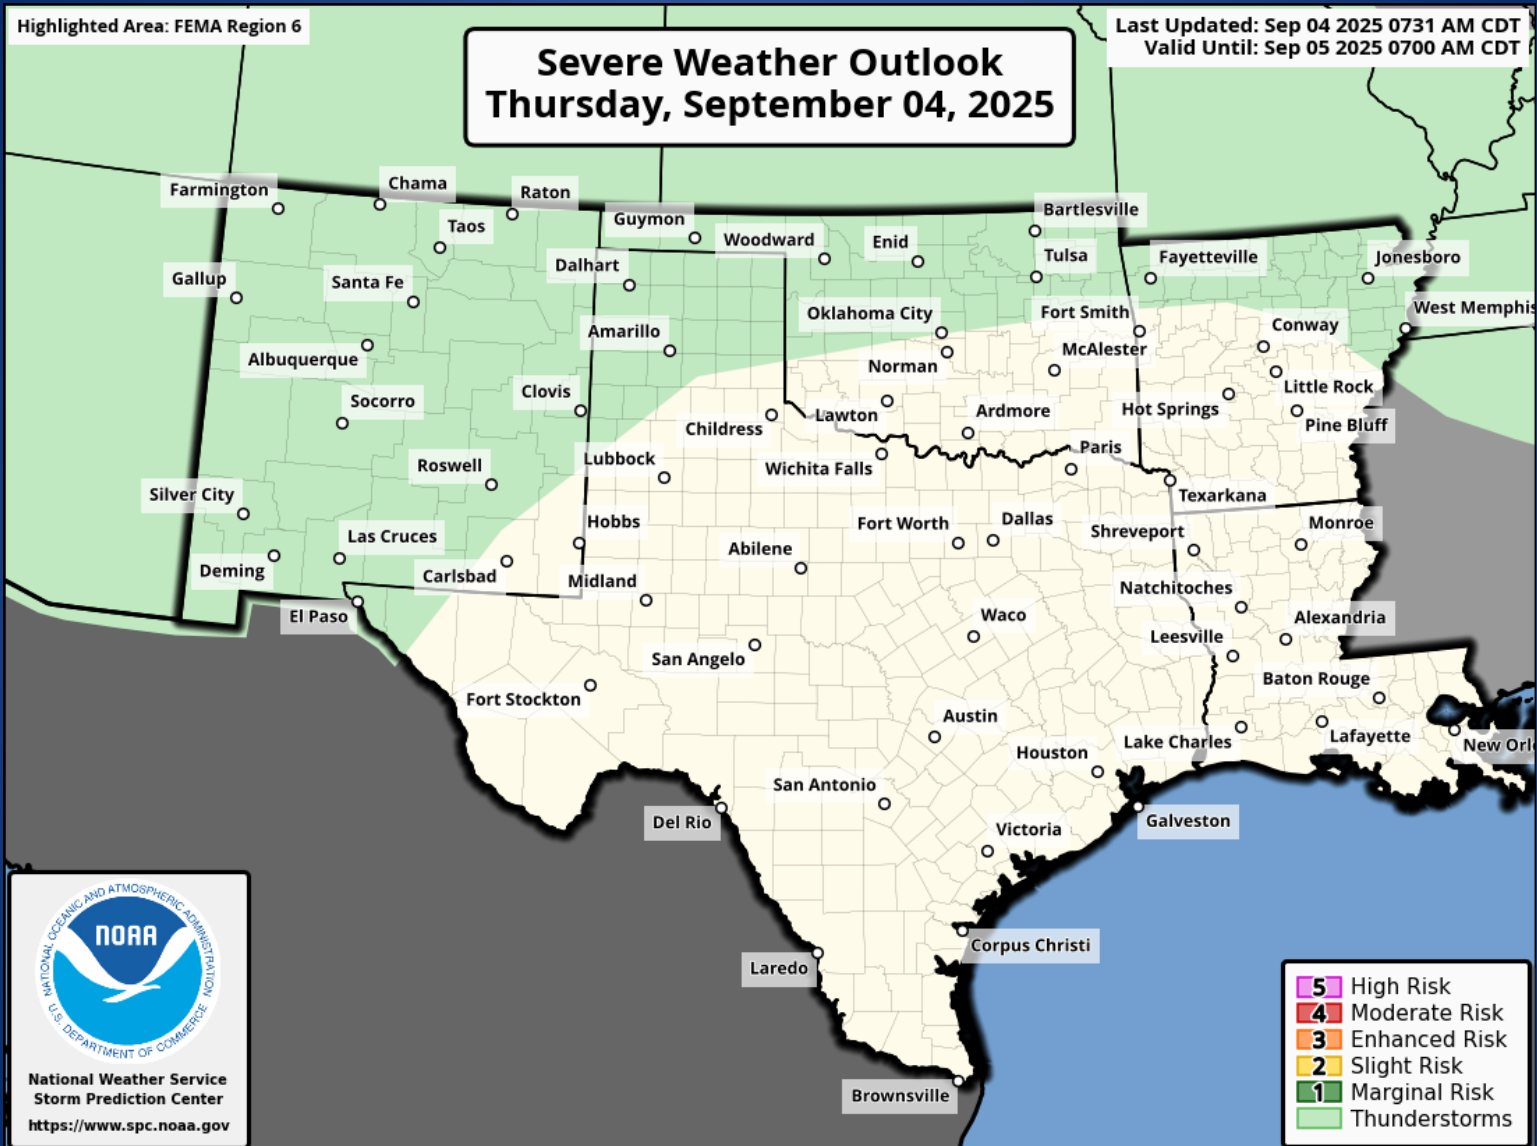 Highlighted Area: FEMA Region 6
Last Updated: Sep 04 2025 0731 AM CDT
Valid Until: Sep 05 2025 0700 AM CDT
Severe Weather Outlook
Thursday, September 04, 2025
Farmington
Chama
Raton
Taos
Guymon
Woodward
Enid
Bartlesville
Tulsa
Fayetteville
Jonesboro
Gallup
Santa Fe
Dalhart
Oklahoma City
Fort Smith
West Memphis
Albuquerque
Amarillo
Norman
McAlester
Conway
Socorro
Clovis
Childress
Lawton
Ardmore
Hot Springs
Little Rock
Pine Bluff
Roswell
Lubbock
Wichita Falls
Paris
Texarkana
Silver City
Las Cruces
Hobbs
Fort Worth
Dallas
Shreveport
Monroe
Deming
Carlsbad
Midland
Abilene
Natchitoches
El Paso
San Angelo
Waco
Leesville
Alexandria
Fort Stockton
Austin
Baton Rouge
Houston
Lake Charles
Lafayette
New Orl
Del Rio
San Antonio
Victoria
Galveston
Laredo
Corpus Christi
Brownsville
NATIONAL OCEANIC AND ATMOSPHERIC ADMINISTRATION
NOAA
U.S. DEPARTMENT OF COMMERCE
National Weather Service
Storm Prediction Center
https://www.spc.noaa.gov
5 High Risk
4 Moderate Risk
3 Enhanced Risk
2 Slight Risk
1 Marginal Risk
Thunderstorms